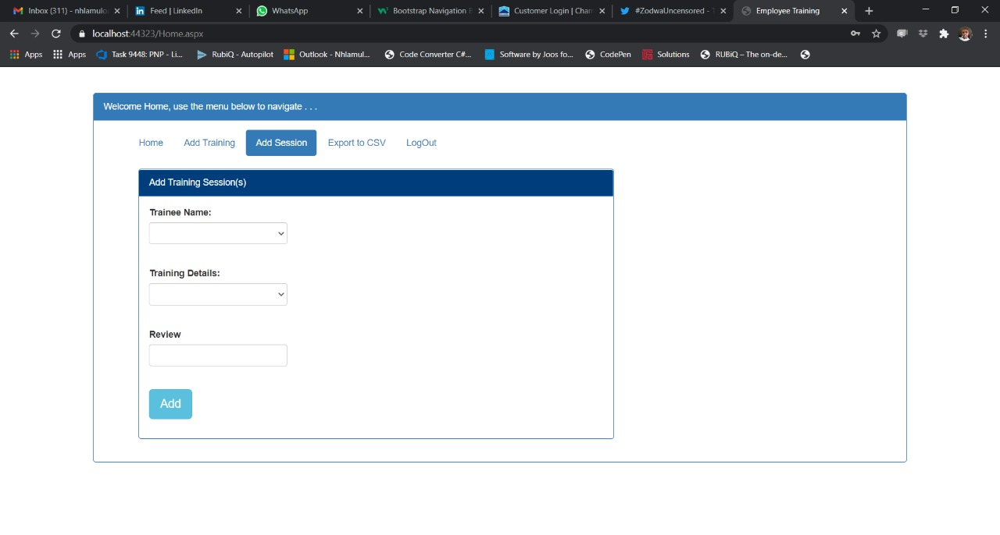 Inbox (311) - nhlamulo
Feed | LinkedIn
WhatsApp
Bootstrap Navigation B
Customer Login | Cham
#ZodwaUncensored - T
Employee Training
localhost:44323/Home.aspx
Apps
Apps
Task 9448: PNP - Li...
RubiQ - Autopilot
Outlook - Nhlamul...
Code Converter C#...
Software by Joos fo...
CodePen
Solutions
RUBiQ – The on-de...
Welcome Home, use the menu below to navigate . . .
Home
Add Training
Add Session
Export to CSV
LogOut
Add Training Session(s)
Trainee Name:
Training Details:
Review
Add